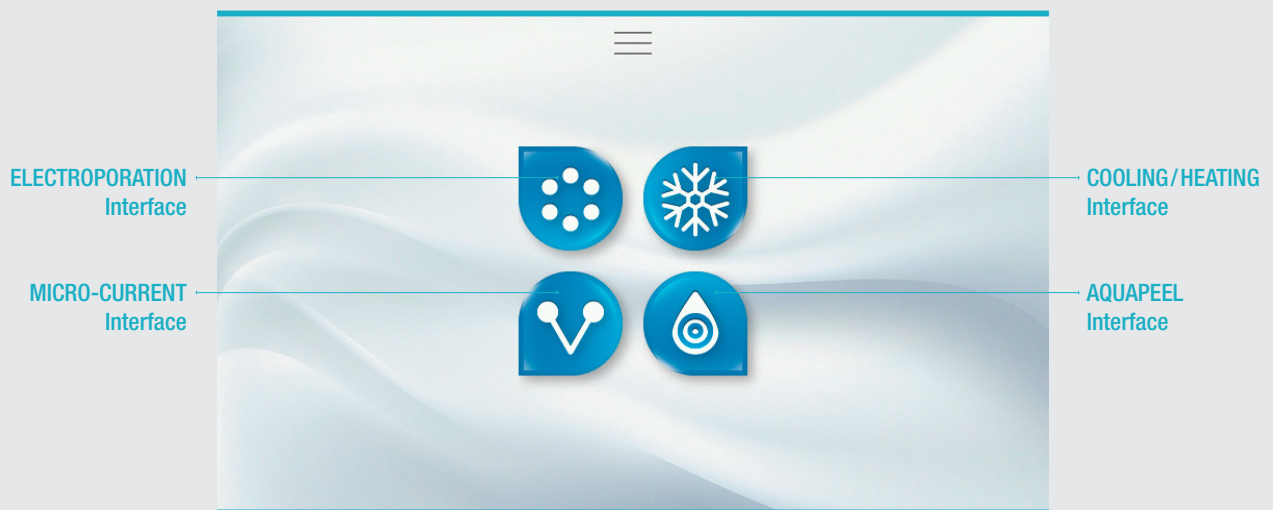 ELECTROPORATION
Interface
COOLING/HEATING
Interface
MICRO-CURRENT
Interface
AQUAPEEL
Interface